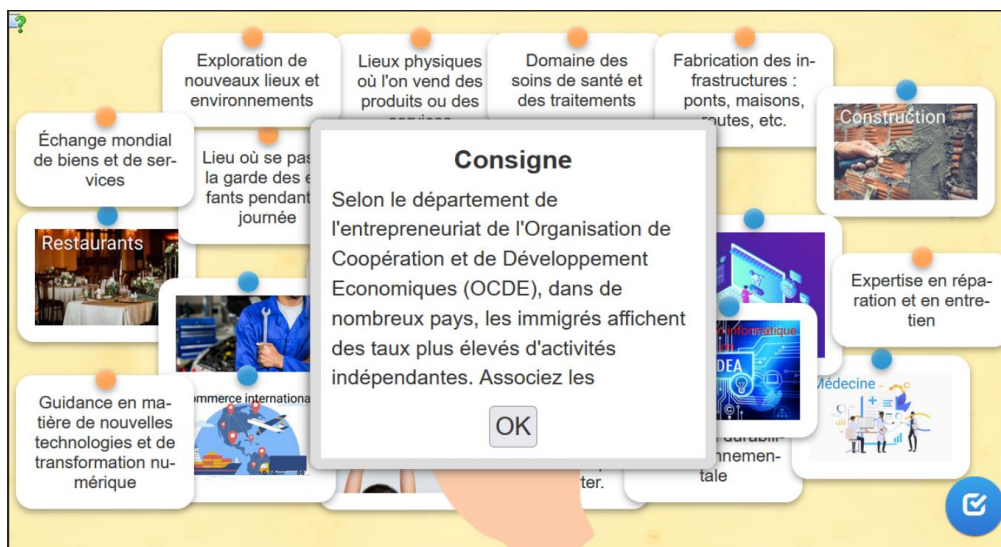 Exploration de
nouveaux lieux et
environnements
Lieux physiques
où l'on vend des
produits ou des
Domaine des
soins de santé et
des traitements
Fabrication des in-
frastructures :
ponts, maisons,
routes, etc.
Construction
Échange mondial
de biens et de ser-
vices
Lieu où se pas
la garde des e
fants pendant
journée
Consigne
Selon le département de
l'entrepreneuriat de l'Organisation de
Coopération et de Développement
Economiques (OCDE), dans de
nombreux pays, les immigrés affichent
des taux plus élevés d'activités
indépendantes. Associez les
OK
Restaurants
Expertise en répa-
ration et en entre-
tien
informatique
DEA
Médecine
Guidance en ma-
tière de nouvelles
technologies et de
transformation nu-
mérique
ommerce internationa
ter.
durabili-
nnemen-
tale